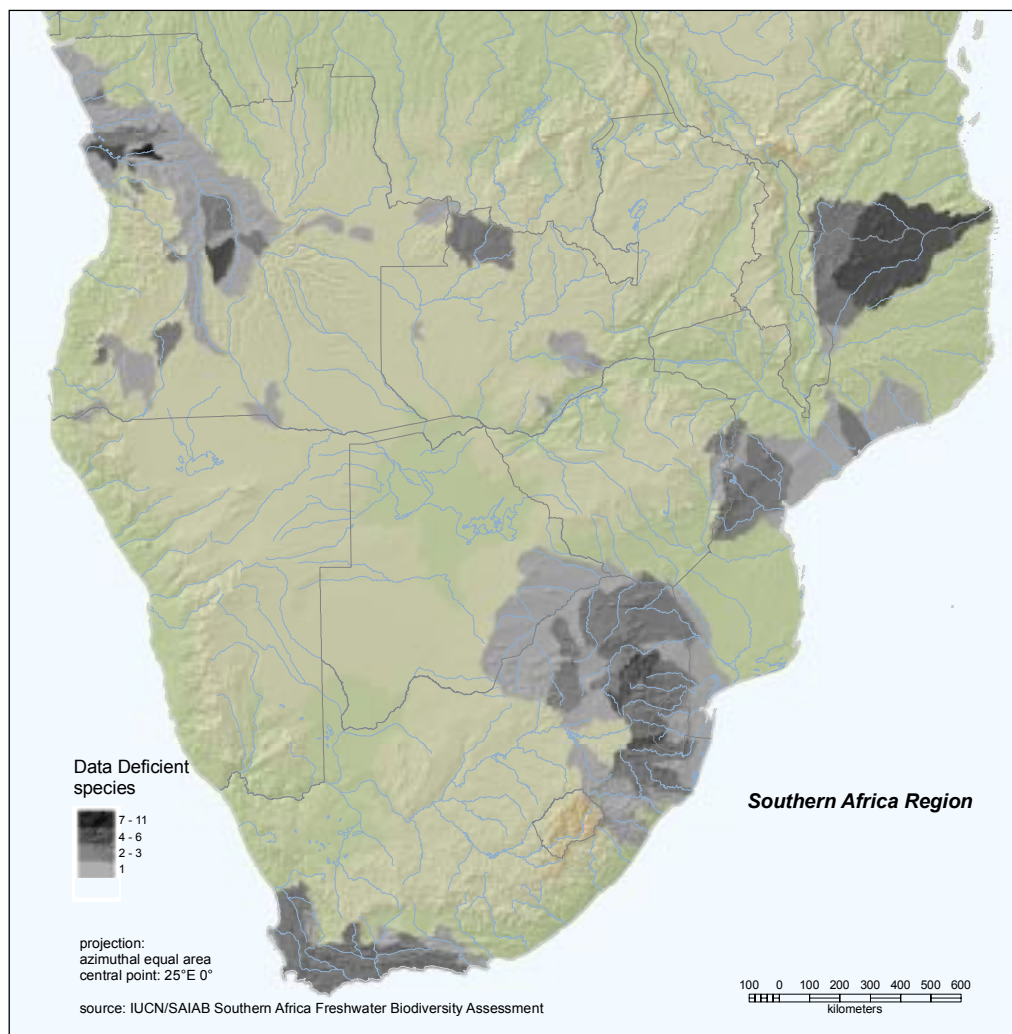 Data Deficient
species
7 - 11
4 - 6
2 - 3
1
Southern Africa Region
projection:
azimuthal equal area
central point: 25°E 0°
source: IUCN/SAIAB Southern Africa Freshwater Biodiversity Assessment
100 0 100 200 300 400 500 600
kilometers